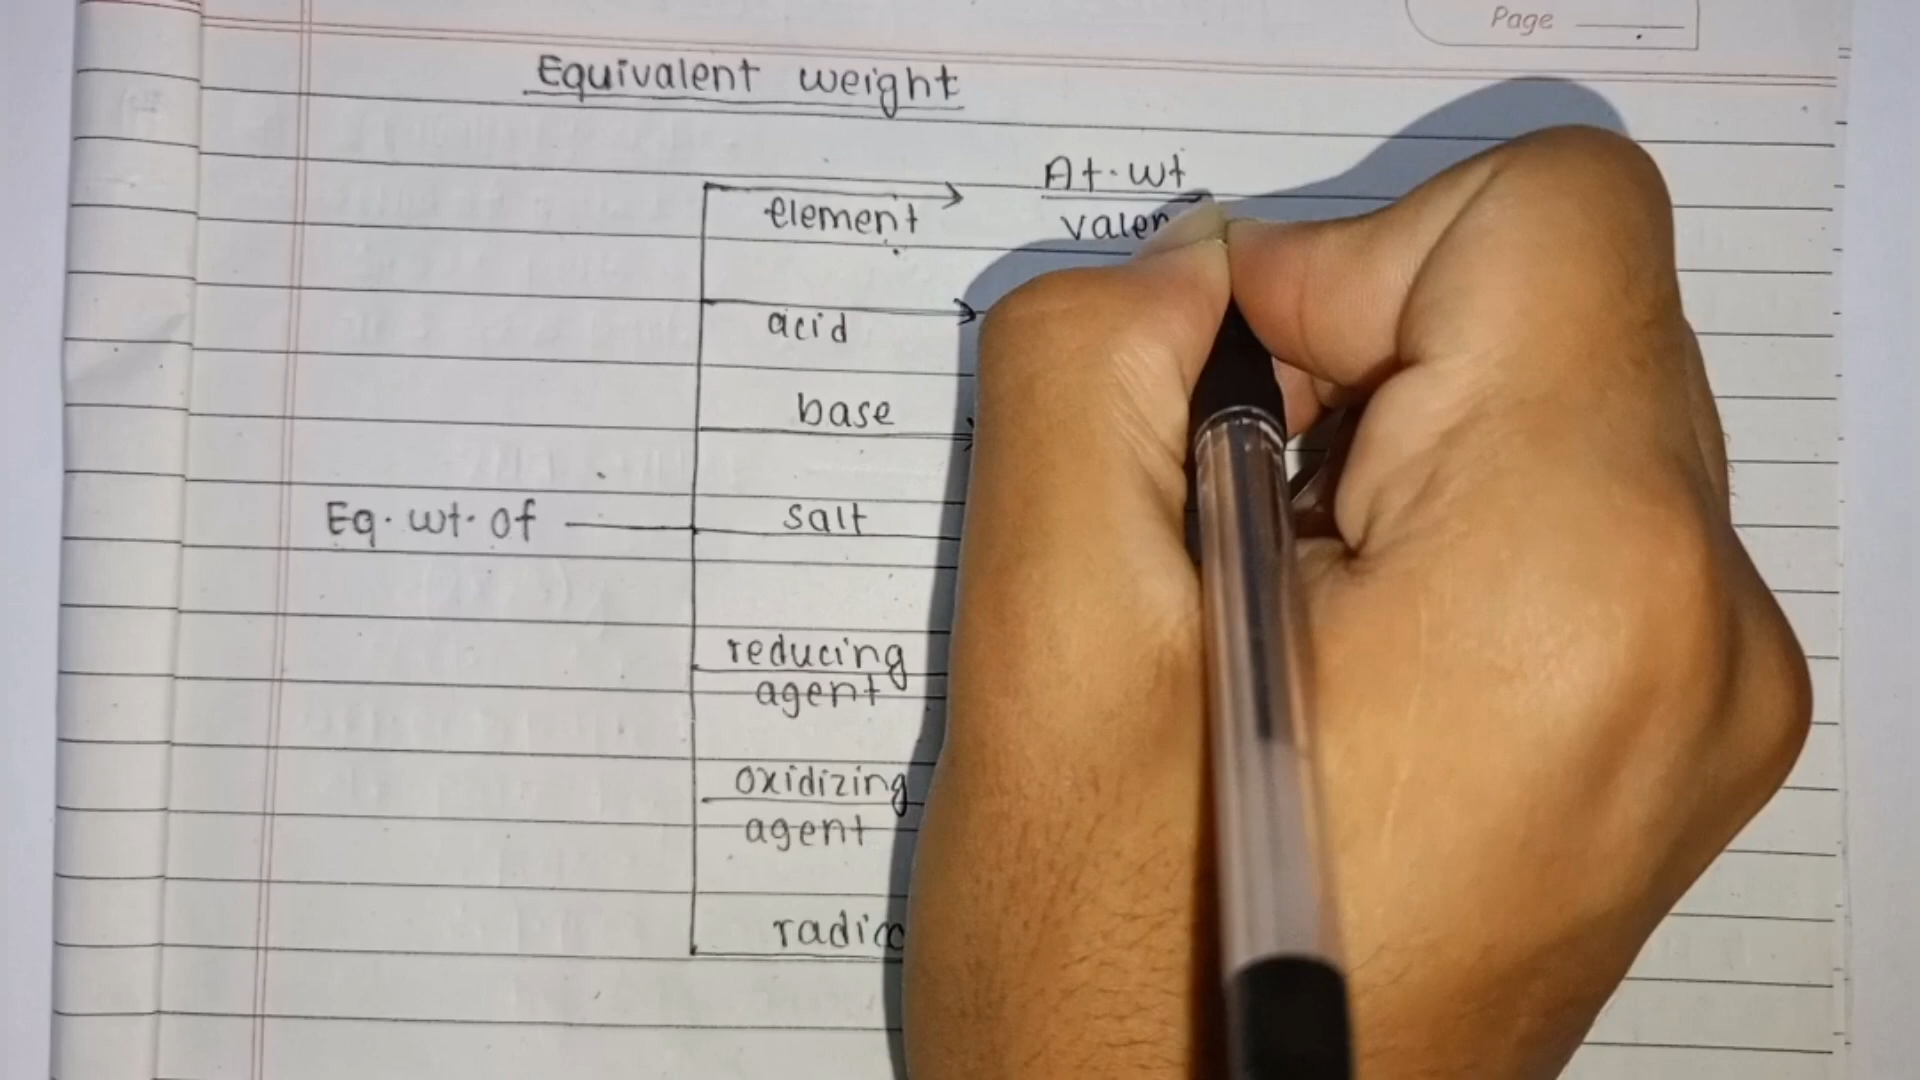 Page
Equivalent weight
At. wt
element
acid
base
Eq. wt. of
salt
reducing
agent
oxidizing
agent